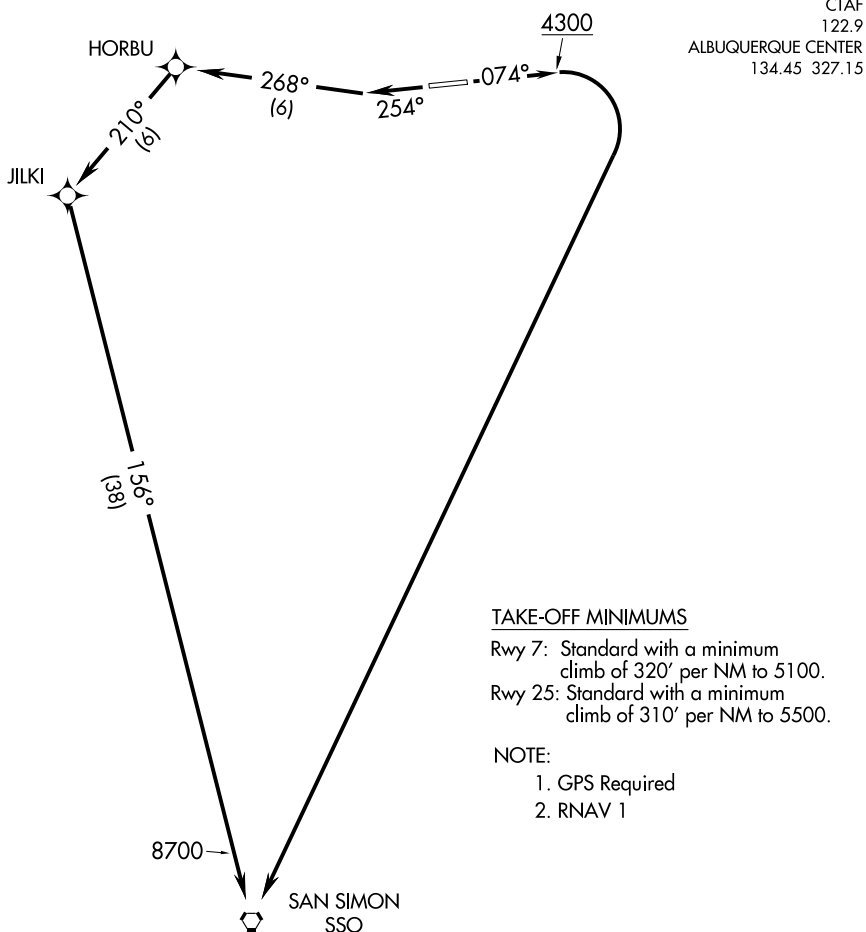 CTAF
122.9
ALBUQUERQUE CENTER
134.45 327.15
4300
HORBU
268°
(6)
254°
074°
210°
(6)
JILKI
156°
(38)
TAKE-OFF MINIMUMS
Rwy 7: Standard with a minimum
climb of 320' per NM to 5100.
Rwy 25: Standard with a minimum
climb of 310' per NM to 5500.
NOTE:
1. GPS Required
2. RNAV 1
8700
SAN SIMON
SSO